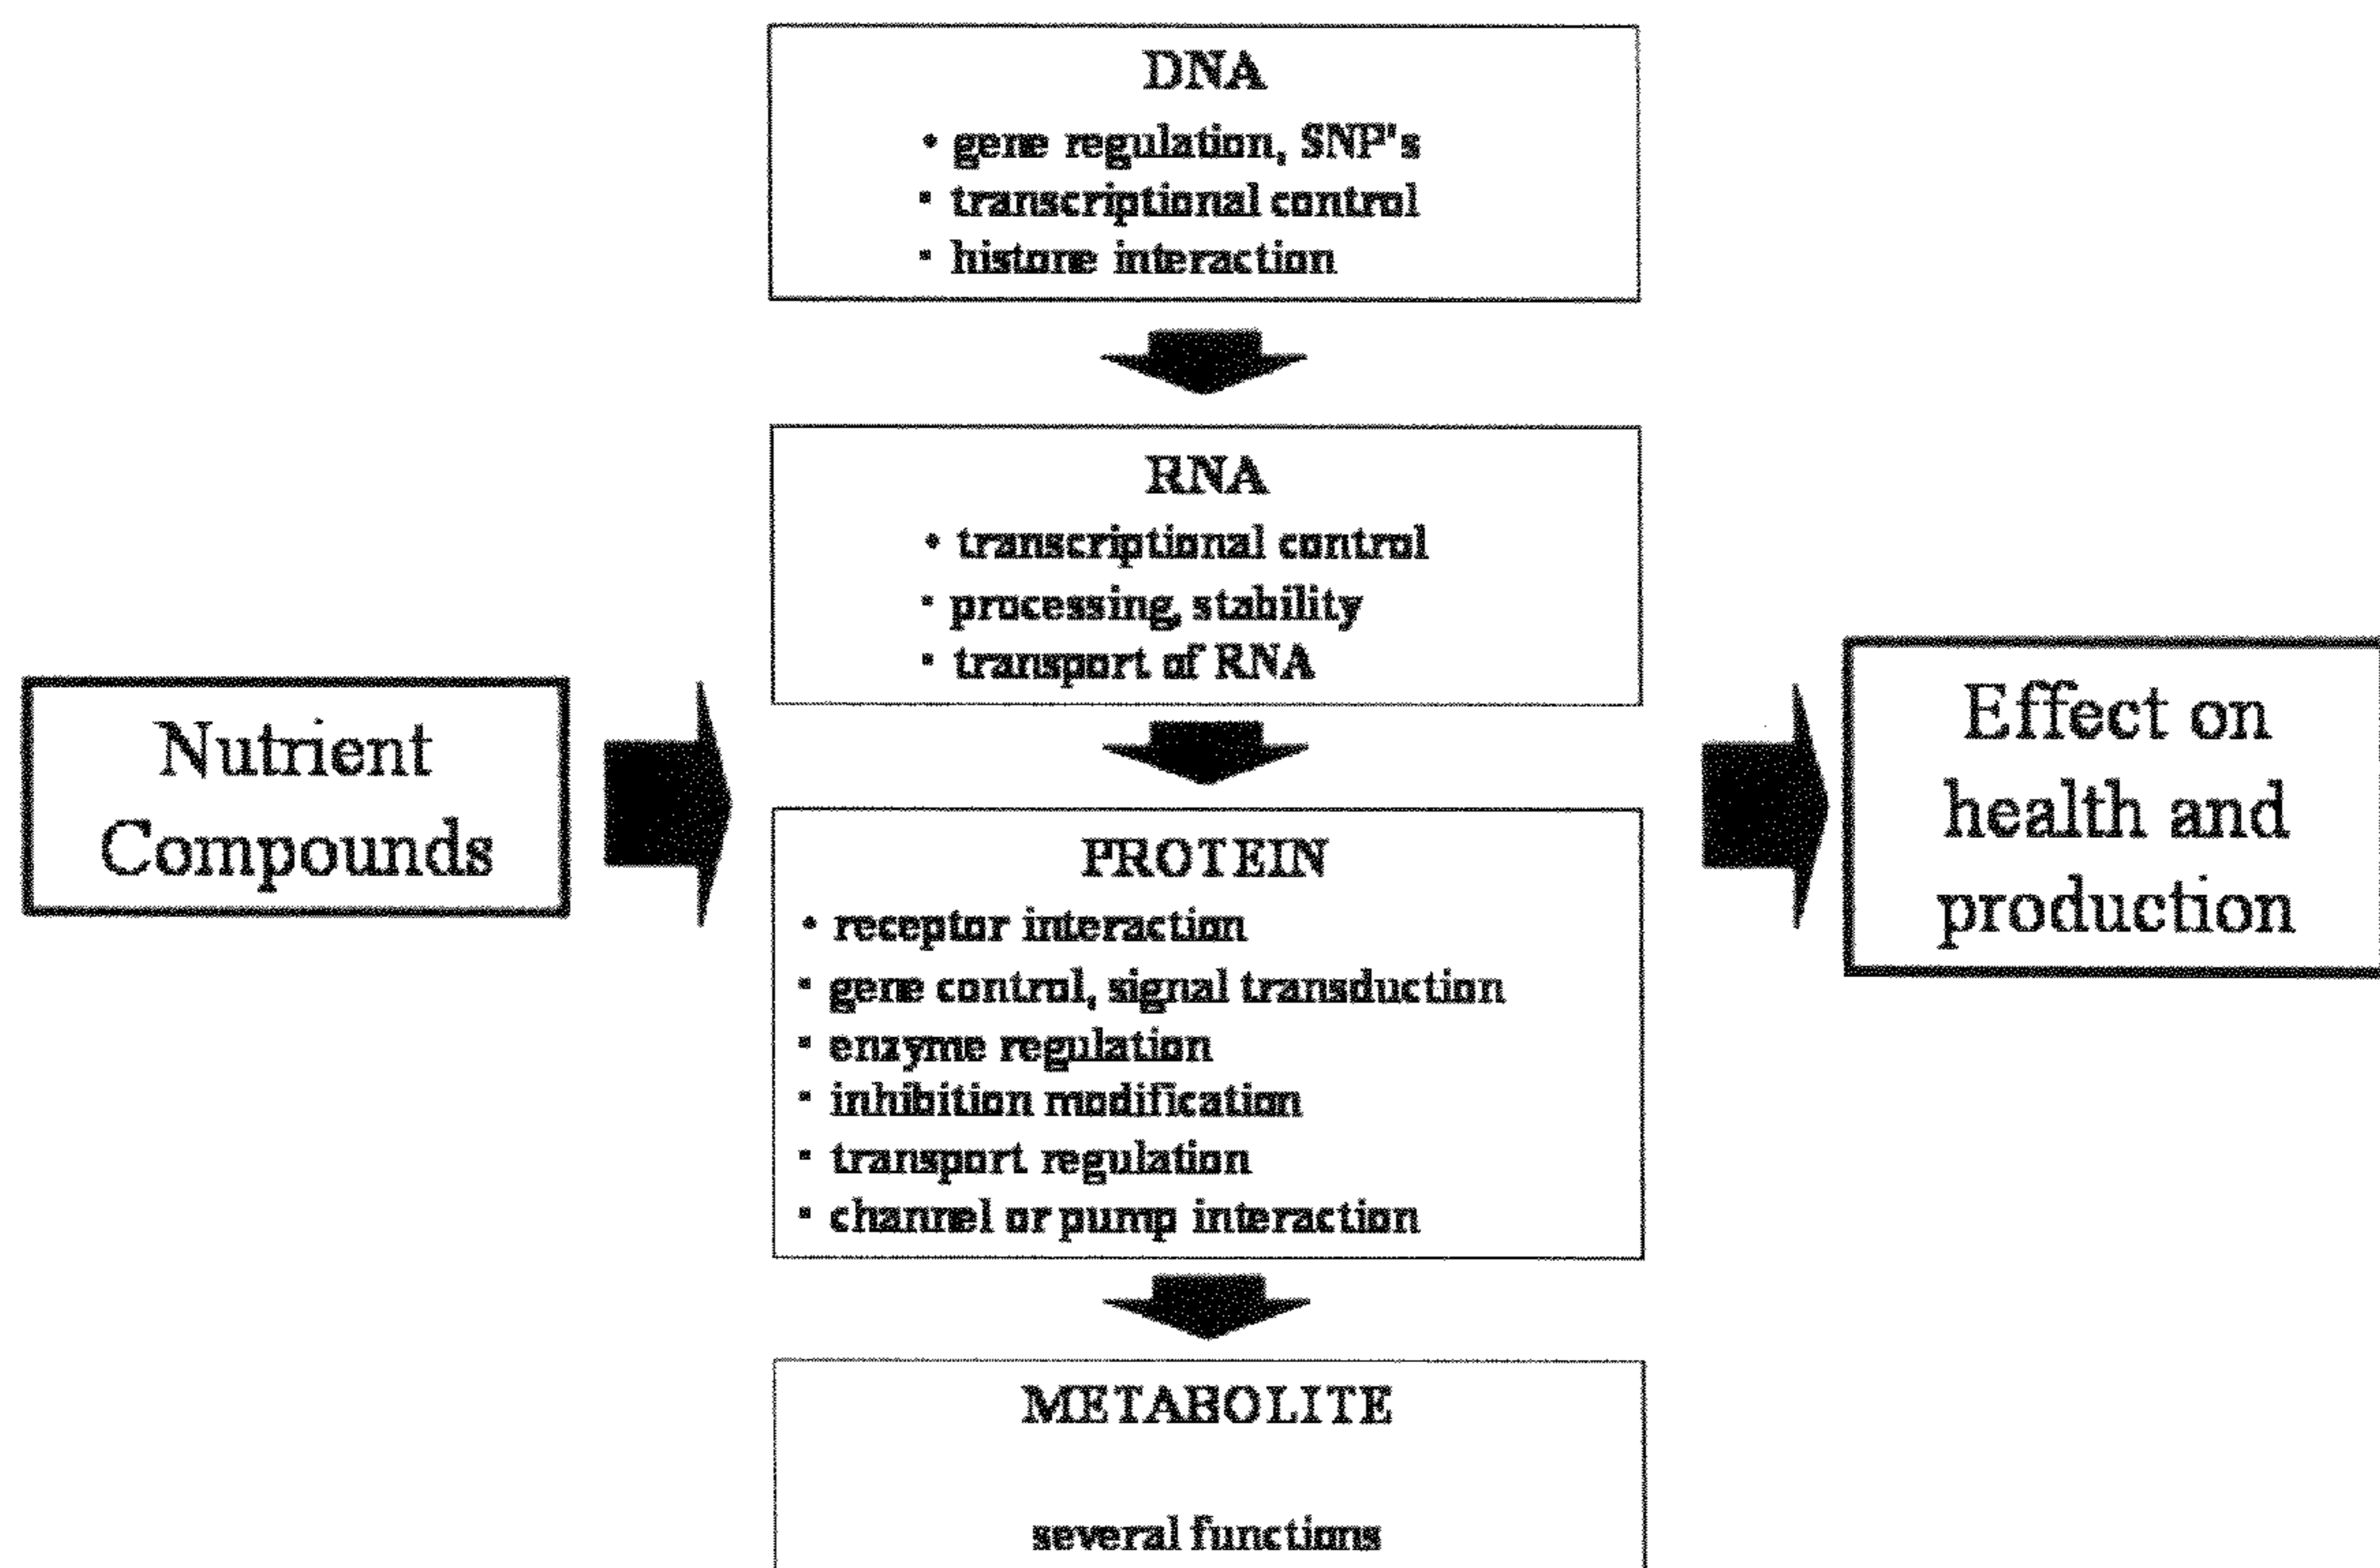 DNA
• gene regulation, SNP's
▪ transcriptional control
▪ histone interaction
RNA
• transcriptional control
▪ processing, stability
▪ transport of RNA
Nutrient
Compounds
PROTEIN
• receptor interaction
▪ gene control, signal transduction
▪ enzyme regulation
▪ inhibition modification
▪ transport regulation
▪ channel or pump interaction
METABOLITE
several functions
Effect on
health and
production